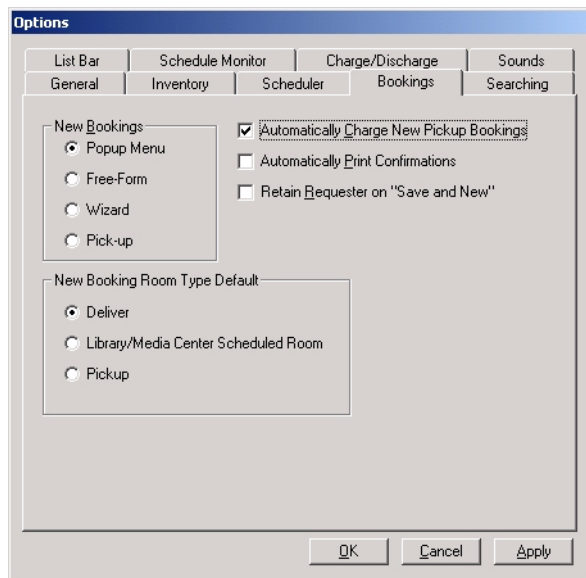 Options
List Bar Schedule Monitor Charge/Discharge Sounds
General Inventory Scheduler Bookings Searching
New Bookings
Popup Menu
Free-Form
Wizard
Pick-up
Automatically Charge New Pickup Bookings
Automatically Print Confirmations
Retain Requester on "Save and New"
New Booking Room Type Default
Deliver
Library/Media Center Scheduled Room
Pickup
OK Cancel Apply